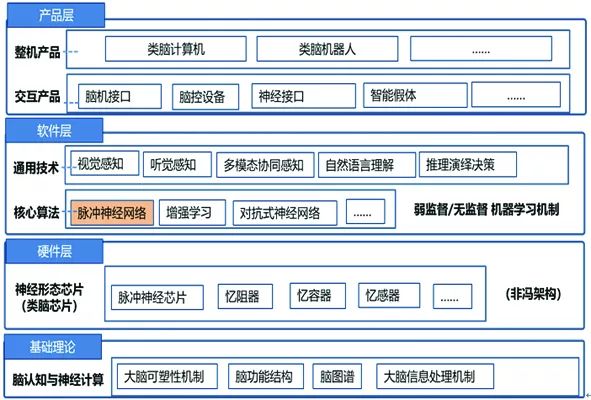 产品层
整机产品 类脑计算机 类脑机器人 ......
交互产品 脑机接口 脑控设备 神经接口 智能假体 ......
软件层
通用技术 视觉感知 听觉感知 多模态协同感知 自然语言理解 推理演绎决策
核心算法 脉冲神经网络 增强学习 对抗式神经网络 ...... 弱监督/无监督 机器学习机制
硬件层
神经形态芯片 脉冲神经芯片 忆阻器 忆容器 忆感器 ...... (非冯架构)
(类脑芯片)
基础理论
脑认知与神经计算 大脑可塑性机制 脑功能结构 脑图谱 大脑信息处理机制